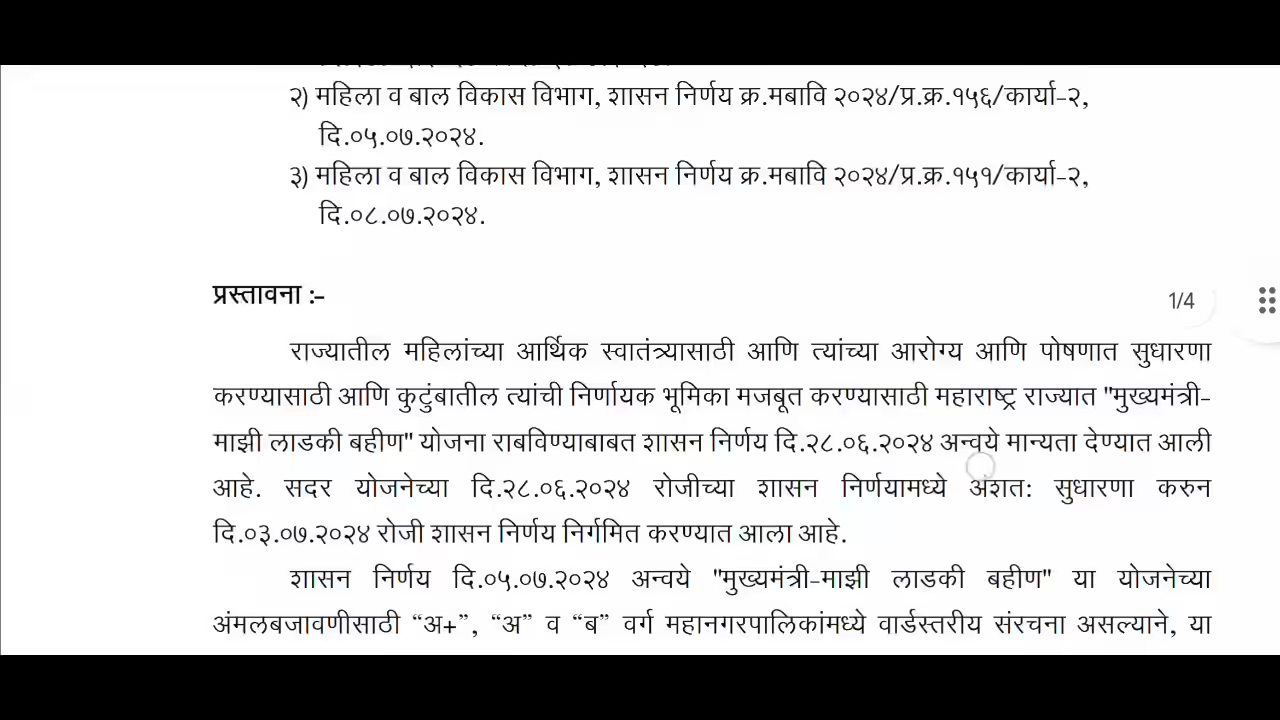 २) महिला व बाल विकास विभाग, शासन निर्णय क्र.मबावि २०२४/प्र.क्र.१५६/कार्या-२,
दि.०५.०७.२०२४.
३) महिला व बाल विकास विभाग, शासन निर्णय क्र.मबावि २०२४/प्र.क्र.१५१/कार्या-२,
दि.०८.०७.२०२४.
प्रस्तावना :-
1/4
राज्यातील महिलांच्या आर्थिक स्वातंत्र्यासाठी आणि त्यांच्या आरोग्य आणि पोषणात सुधारणा
करण्यासाठी आणि कुटुंबातील त्यांची निर्णायक भूमिका मजबूत करण्यासाठी महाराष्ट्र राज्यात "मुख्यमंत्री-
माझी लाडकी बहीण" योजना राबविण्याबाबत शासन निर्णय दि.२८.०६.२०२४ अन्वये मान्यता देण्यात आली
आहे. सदर योजनेच्या दि.२८.०६.२०२४ रोजीच्या शासन निर्णयामध्ये अंशत: सुधारणा करुन
दि.०३.०७.२०२४ रोजी शासन निर्णय निर्गमित करण्यात आला आहे.
शासन निर्णय दि.०५.०७.२०२४ अन्वये "मुख्यमंत्री-माझी लाडकी बहीण" या योजनेच्या
अंमलबजावणीसाठी “अ+”, “अ” व “ब” वर्ग महानगरपालिकांमध्ये वार्डस्तरीय संरचना असल्याने, या